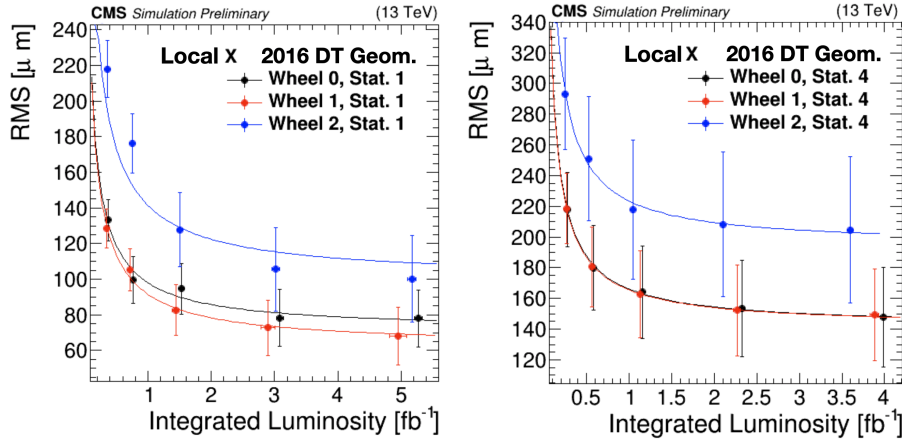 CMS Simulation Preliminary (13 TeV)
Local X 2016 DT Geom.
Wheel 0, Stat. 1
Wheel 1, Stat. 1
Wheel 2, Stat. 1
RMS [μ m]
240
220
200
180
160
140
120
100
80
60
1 2 3 4 5
Integrated Luminosity [fb⁻¹]
CMS Simulation Preliminary (13 TeV)
Local X 2016 DT Geom.
Wheel 0, Stat. 4
Wheel 1, Stat. 4
Wheel 2, Stat. 4
RMS [μ m]
340
320
300
280
260
240
220
200
180
160
140
120
0.5 1 1.5 2 2.5 3 3.5 4
Integrated Luminosity [fb⁻¹]